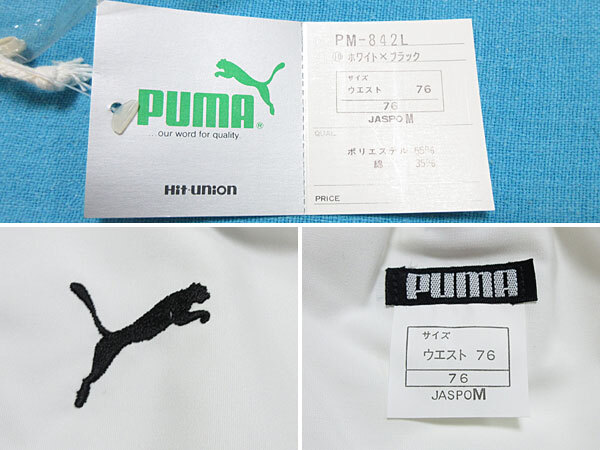 PUMA®
...our word for quality.
Hit-union
PM-842L
⑩ ホワイト×ブラック
サイズ
ウエスト 76
76
JASPO M
QUAL
ポリエステル 65%
綿 35%
PRICE
PUMA
サイズ
ウエスト 76
76
JASPO M